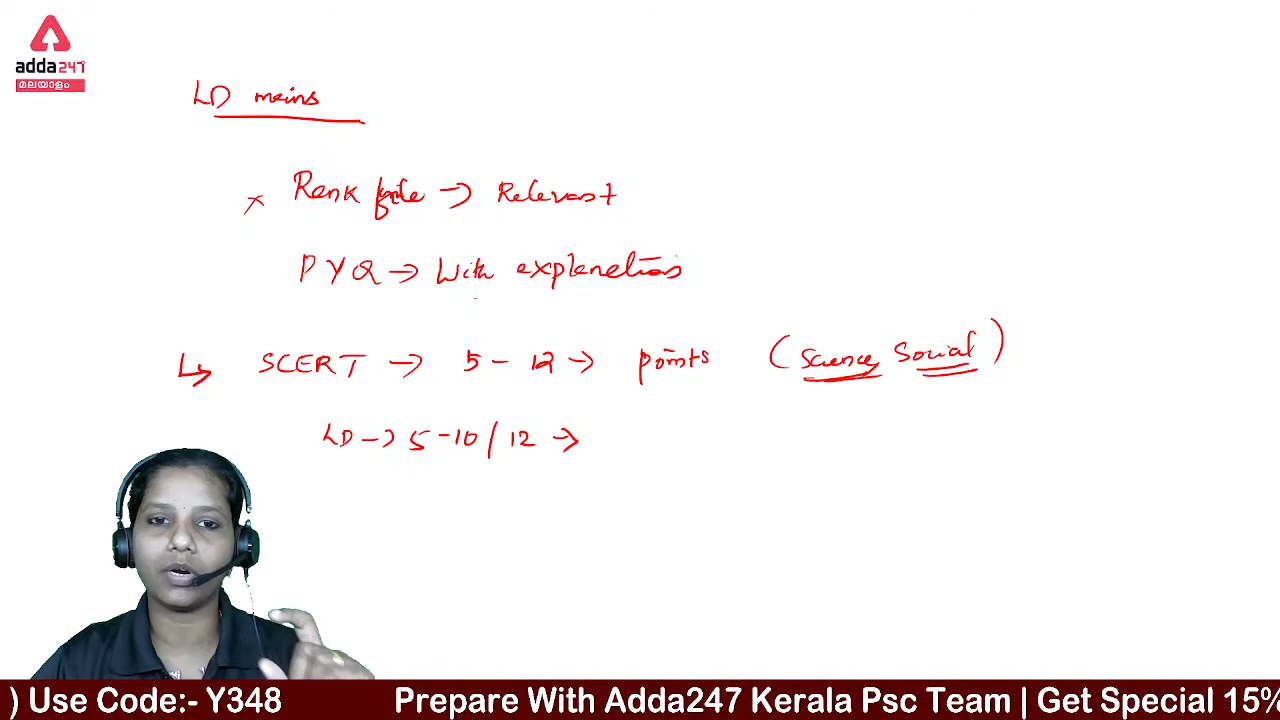 adda247
മലയാളം
LD mains
x Rank file → Relevant
PYQ → With explanations
↳ SCERT → 5 - 12 → points (Science, Social)
LD → 5-10/12 →
) Use Code:- Y348 Prepare With Adda247 Kerala Psc Team | Get Special 15%